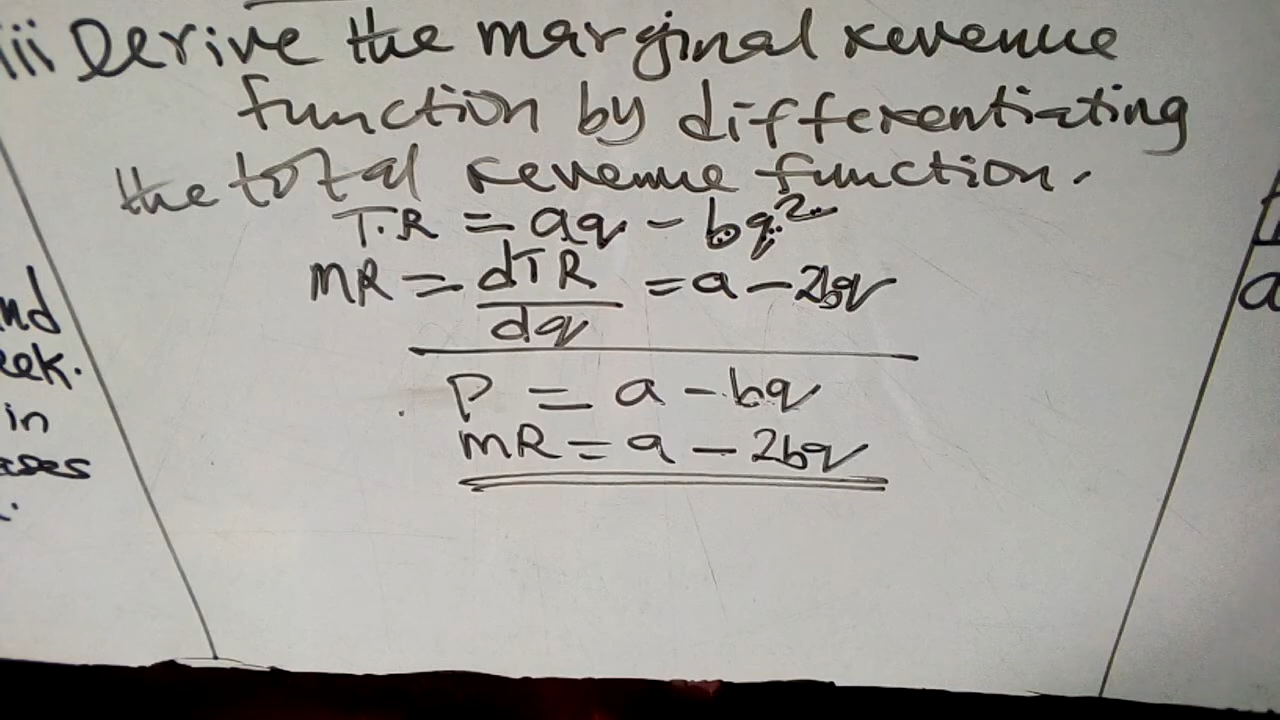 iii Derive the marginal revenue
function by differentiating
the total revenue function.
T.R = aq - bq²
MR = dTR/dq = a - 2bq
P = a - bq
MR = a - 2bq
nd
eek.
in
ases
a